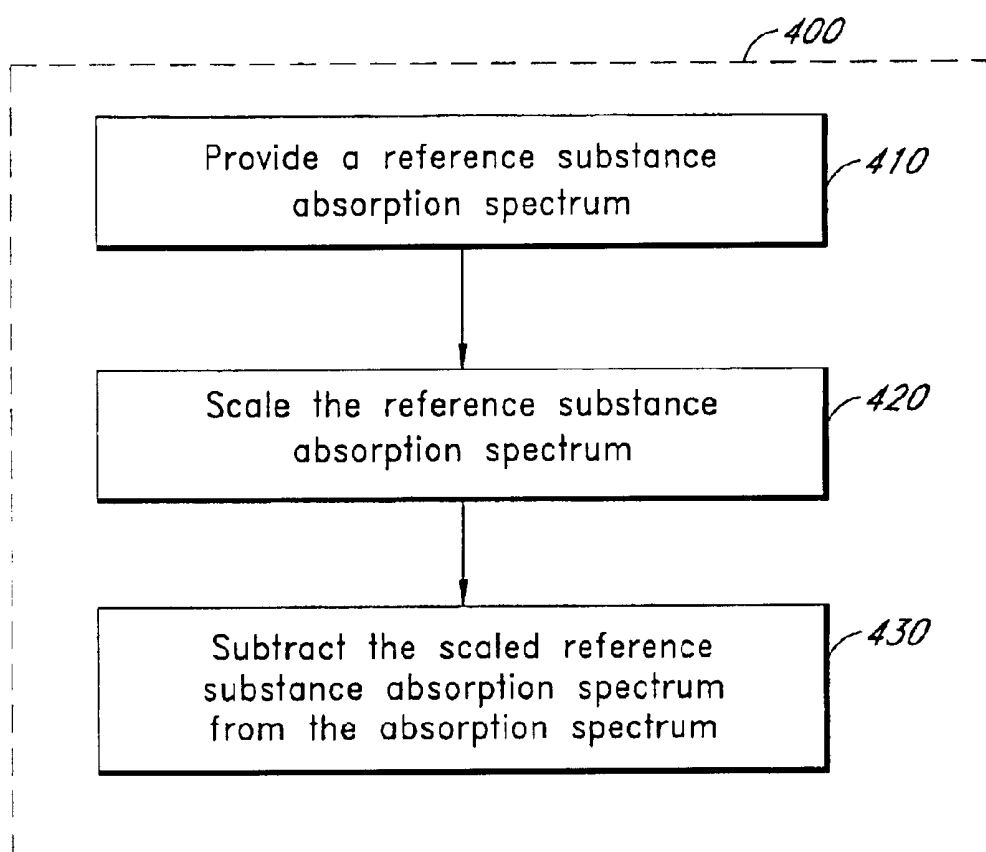 400
Provide a reference substance
absorption spectrum
410
Scale the reference substance
absorption spectrum
420
Subtract the scaled reference
substance absorption spectrum
from the absorption spectrum
430